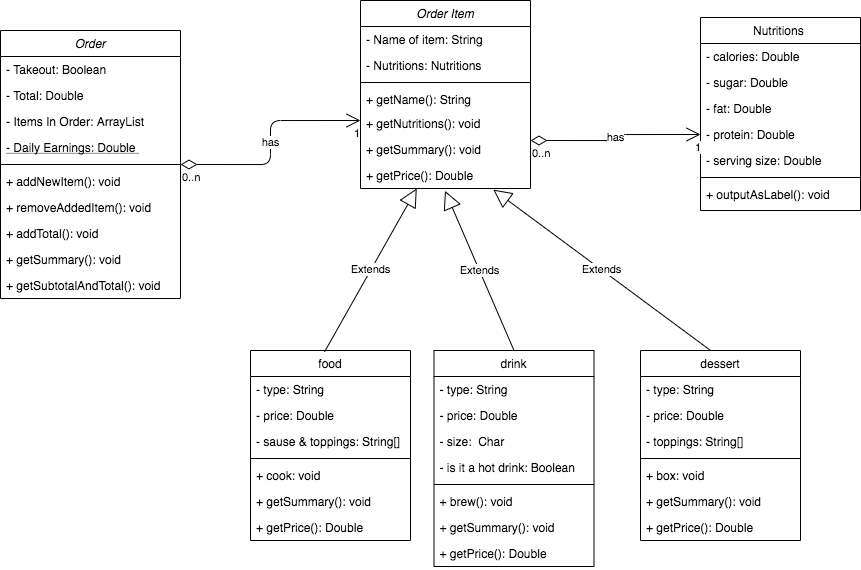 Order
- Takeout: Boolean
- Total: Double
- Items In Order: ArrayList
- Daily Earnings: Double
+ addNewItem(): void
+ removeAddedItem(): void
+ addTotal(): void
+ getSummary(): void
+ getSubtotalAndTotal(): void
0..n
has
1
Order Item
- Name of item: String
- Nutritions: Nutritions
+ getName(): String
+ getNutritions(): void
+ getSummary(): void
+ getPrice(): Double
0..n
has
1
Nutritions
- calories: Double
- sugar: Double
- fat: Double
- protein: Double
- serving size: Double
+ outputAsLabel(): void
Extends
Extends
Extends
food
- type: String
- price: Double
- sause & toppings: String[]
+ cook: void
+ getSummary(): void
+ getPrice(): Double
drink
- type: String
- price: Double
- size:  Char
- is it a hot drink: Boolean
+ brew(): void
+ getSummary(): void
+ getPrice(): Double
dessert
- type: String
- price: Double
- toppings: String[]
+ box: void
+ getSummary(): void
+ getPrice(): Double